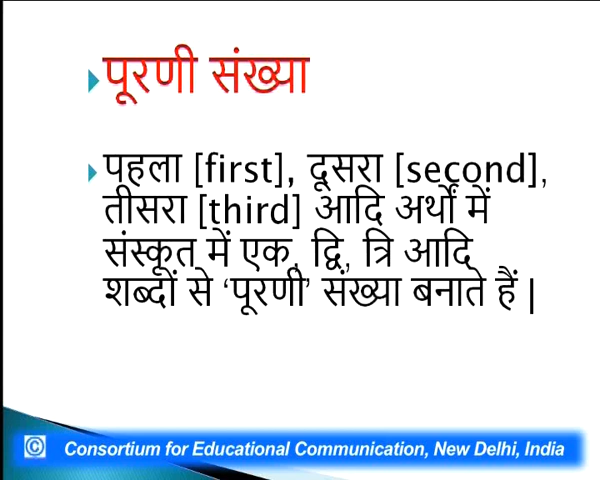 पूरणी संख्या
पहला [first], दूसरा [second],
तीसरा [third] आदि अर्थों में
संस्कृत में एक, द्वि, त्रि आदि
शब्दों से ‘पूरणी’ संख्या बनाते हैं |
© Consortium for Educational Communication, New Delhi, India